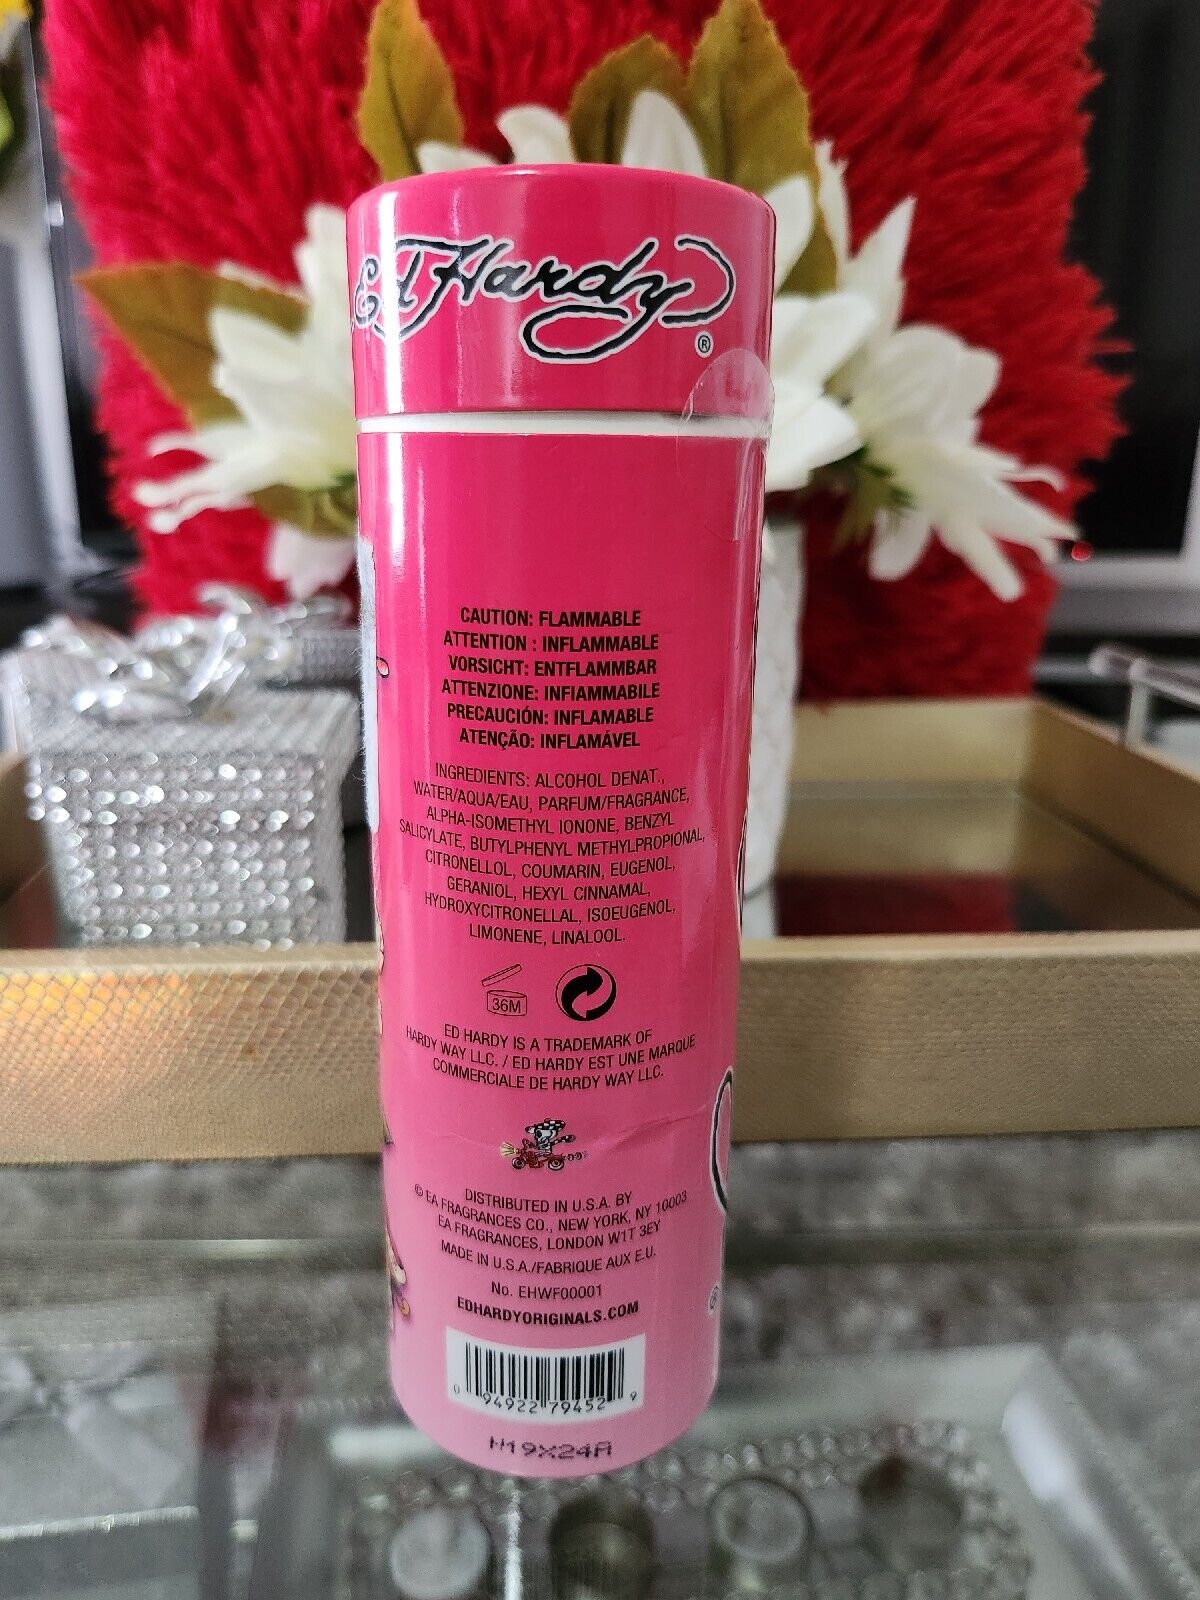 Ed Hardy
®
CAUTION: FLAMMABLE
ATTENTION : INFLAMMABLE
VORSICHT: ENTFLAMMBAR
ATTENZIONE: INFIAMMABILE
PRECAUCIÓN: INFLAMABLE
ATENÇÃO: INFLAMÁVEL
INGREDIENTS: ALCOHOL DENAT.,
WATER/AQUA/EAU, PARFUM/FRAGRANCE,
ALPHA-ISOMETHYL IONONE, BENZYL
SALICYLATE, BUTYLPHENYL METHYLPROPIONAL,
CITRONELLOL, COUMARIN, EUGENOL,
GERANIOL, HEXYL CINNAMAL,
HYDROXYCITRONELLAL, ISOEUGENOL,
LIMONENE, LINALOOL.
36M
ED HARDY IS A TRADEMARK OF
HARDY WAY LLC. / ED HARDY EST UNE MARQUE
COMMERCIALE DE HARDY WAY LLC.
DISTRIBUTED IN U.S.A. BY
© EA FRAGRANCES CO., NEW YORK, NY 10003
EA FRAGRANCES, LONDON W1T 3EY
MADE IN U.S.A./FABRIQUE AUX E.U.
No. EHWF00001
EDHARDYORIGINALS.COM
0 94922 79452 9
N19X24A
®